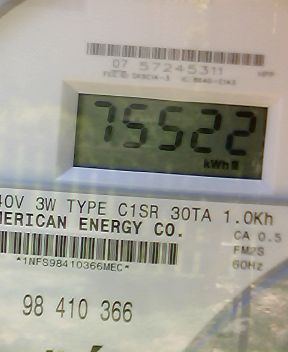 07 57245311
75522
kWh
40V 3W TYPE C1SR 30TA 1.0Kh
MERICAN ENERGY CO.
CA 0.5
*1NFS98410366MEC*
FM2S
60Hz
98 410 366